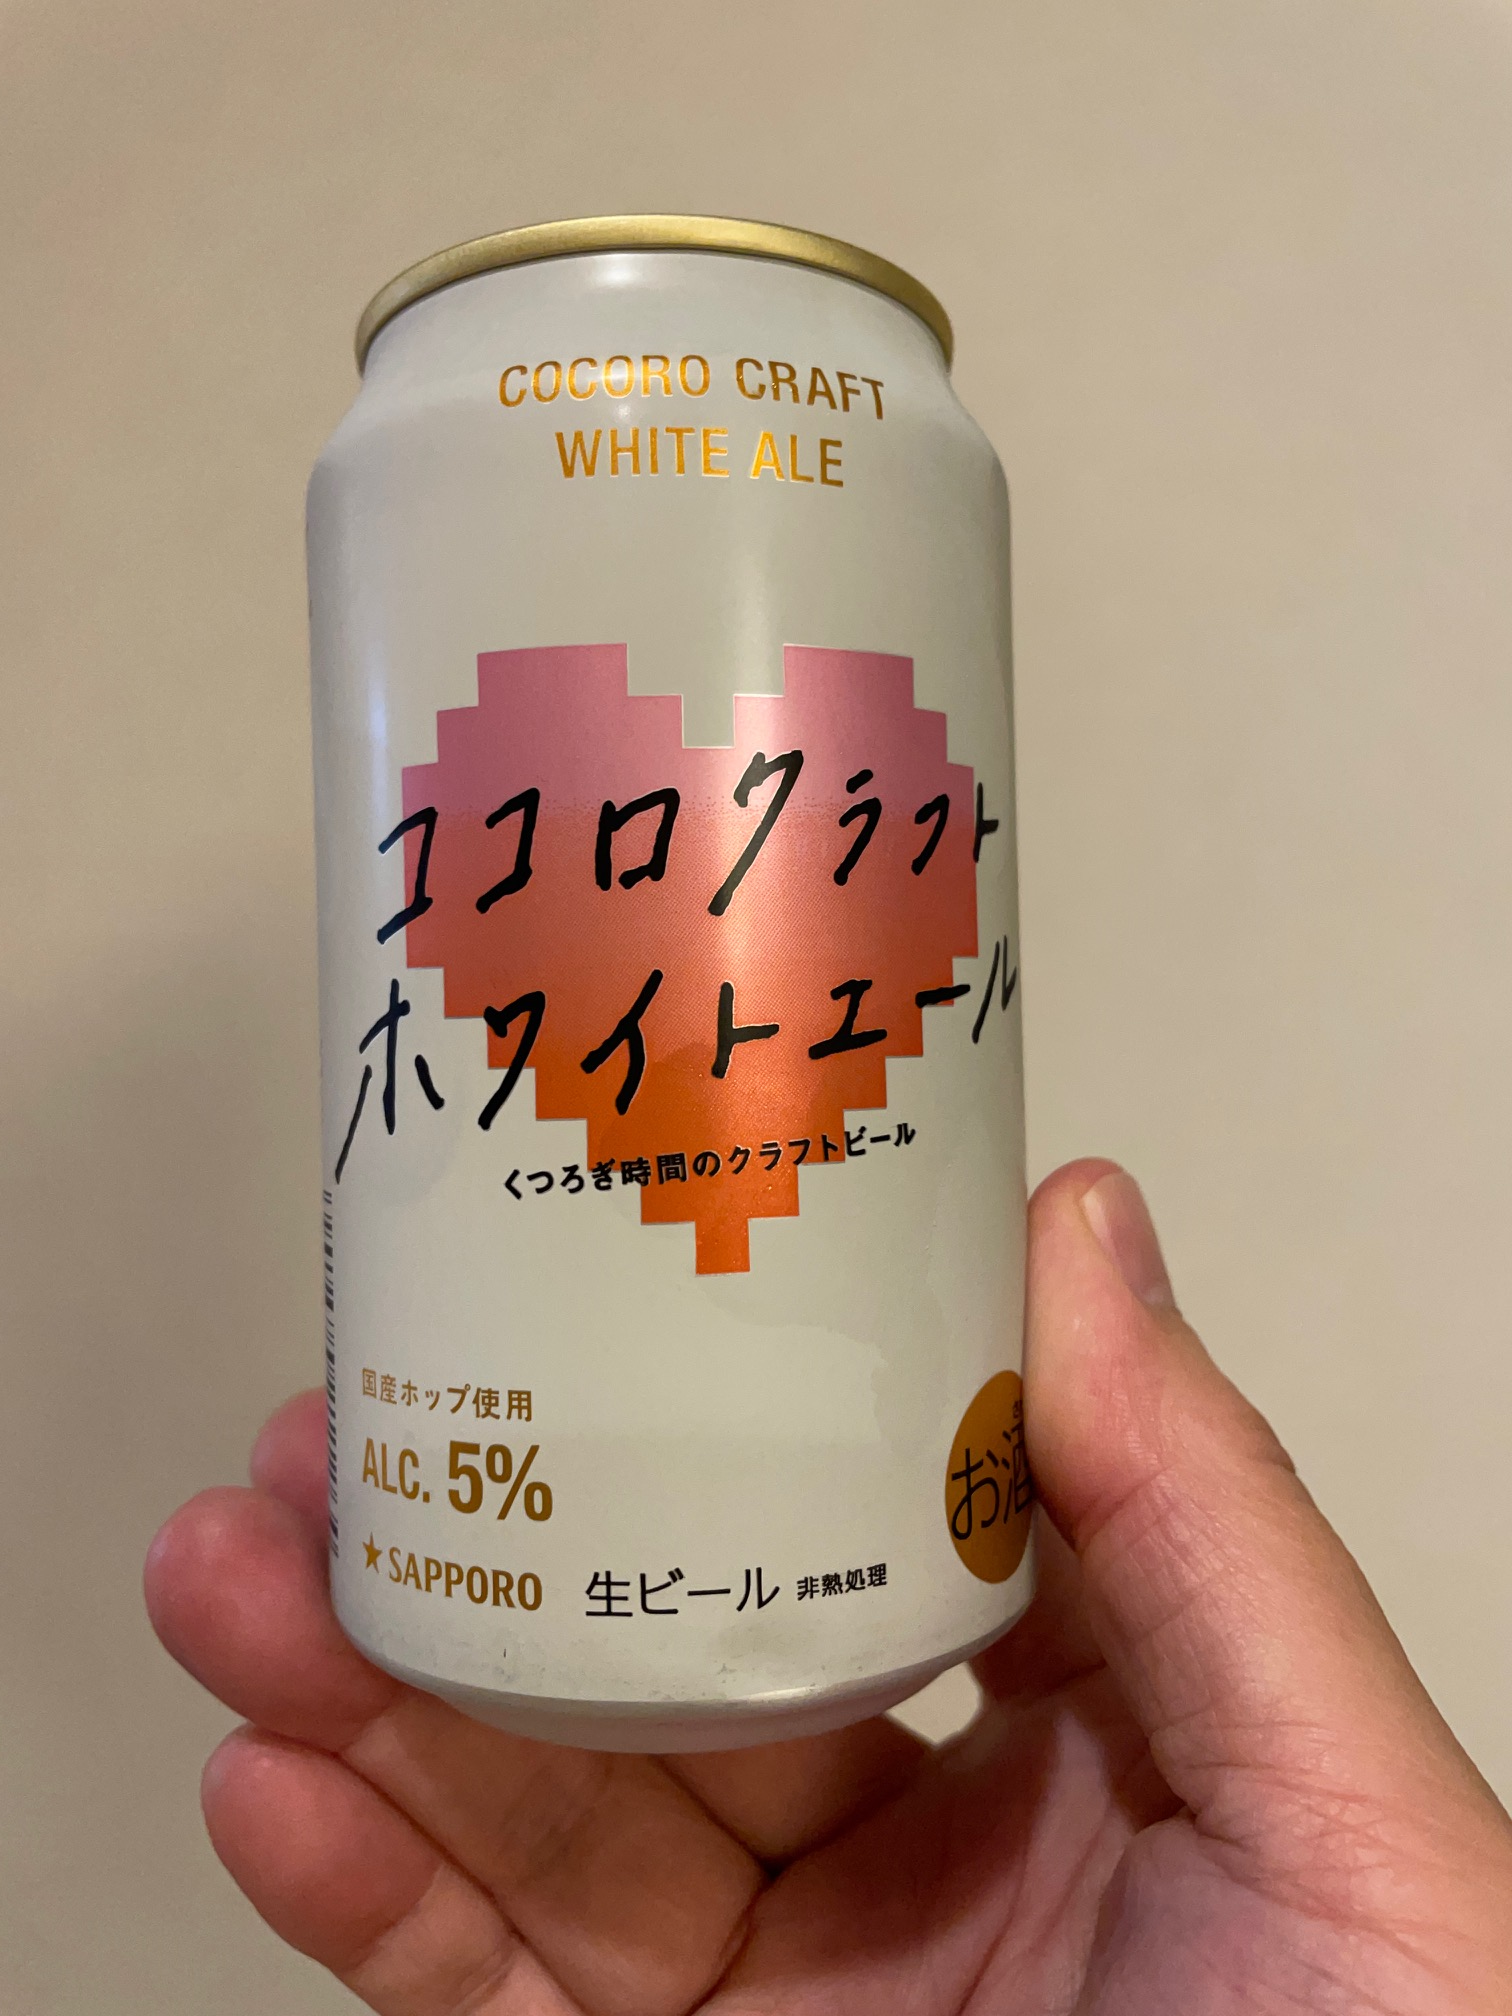 COCORO CRAFT
WHITE ALE
ココロクラフト
ホワイトエール
くつろぎ時間のクラフトビール
国産ホップ使用
ALC. 5%
★SAPPORO 生ビール 非熱処理
お酒